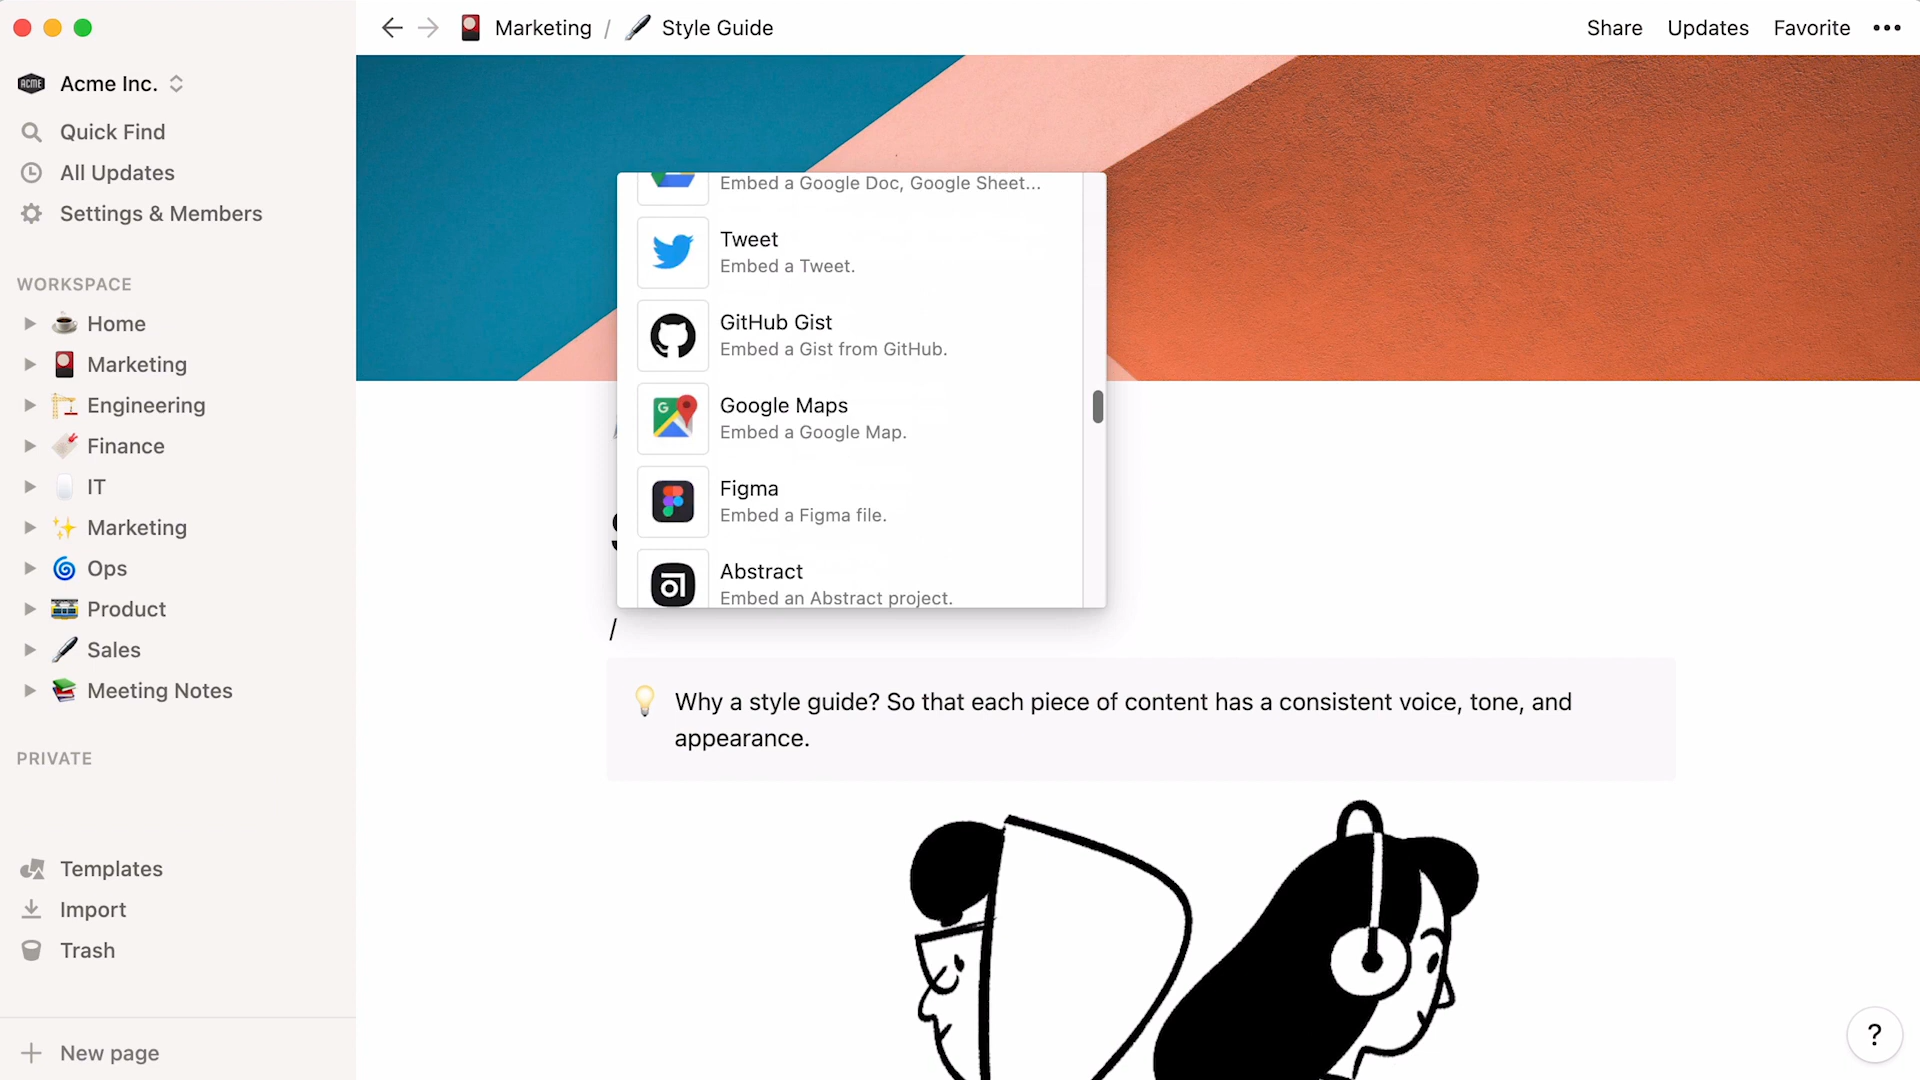 Marketing / Style Guide
Share Updates Favorite •••
ACME Acme Inc.
Quick Find
All Updates
Settings & Members
WORKSPACE
Home
Marketing
Engineering
Finance
IT
Marketing
Ops
Product
Sales
Meeting Notes
PRIVATE
Templates
Import
Trash
New page
Embed a Google Doc, Google Sheet...
Tweet
Embed a Tweet.
GitHub Gist
Embed a Gist from GitHub.
Google Maps
Embed a Google Map.
Figma
Embed a Figma file.
Abstract
Embed an Abstract project.
/
Why a style guide? So that each piece of content has a consistent voice, tone, and
appearance.
?